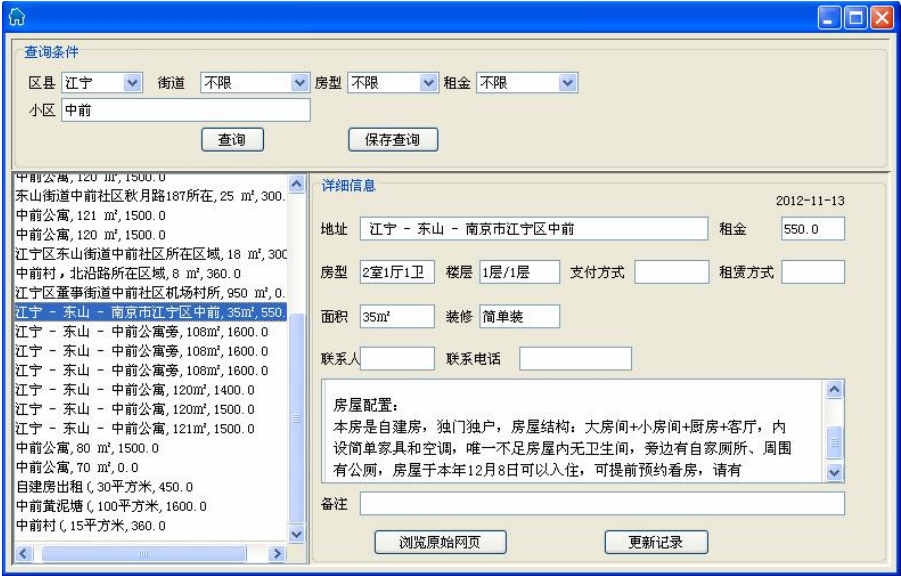 查询条件
区县 江宁 街道 不限 房型 不限 租金 不限
小区 中前
查询 保存查询
中前公寓,120 ㎡,1500.0
东山街道中前社区秋月路187所在,25 ㎡,300.
中前公寓,121 ㎡,1500.0
中前公寓,120 ㎡,1500.0
江宁区东山街道中前社区所在区域,18 ㎡,300
中前村，北沿路所在区域,8 ㎡,360.0
江宁区董事街道中前社区机场村所,950 ㎡,0.
江宁 - 东山 - 南京市江宁区中前,35㎡,550.
江宁 - 东山 - 中前公寓旁,108㎡,1600.0
江宁 - 东山 - 中前公寓旁,108㎡,1600.0
江宁 - 东山 - 中前公寓旁,108㎡,1600.0
江宁 - 东山 - 中前公寓,120㎡,1400.0
江宁 - 东山 - 中前公寓,120㎡,1500.0
江宁 - 东山 - 中前公寓,121㎡,1500.0
中前公寓,80 ㎡,1500.0
中前公寓,70 ㎡,0.0
自建房出租(,30平方米,450.0
中前黄泥塘(,100平方米,1600.0
中前村(,15平方米,360.0
详细信息
2012-11-13
地址 江宁 - 东山 - 南京市江宁区中前 租金 550.0
房型 2室1厅1卫 楼层 1层/1层 支付方式 租赁方式
面积 35㎡ 装修 简单装
联系人 联系电话
房屋配置：
本房是自建房，独门独户，房屋结构：大房间+小房间+厨房+客厅，内
设简单家具和空调，唯一不足房屋内无卫生间，旁边有自家厕所、周围
有公厕，房屋于本年12月8日可以入住，可提前预约看房，请有
备注
浏览原始网页 更新记录